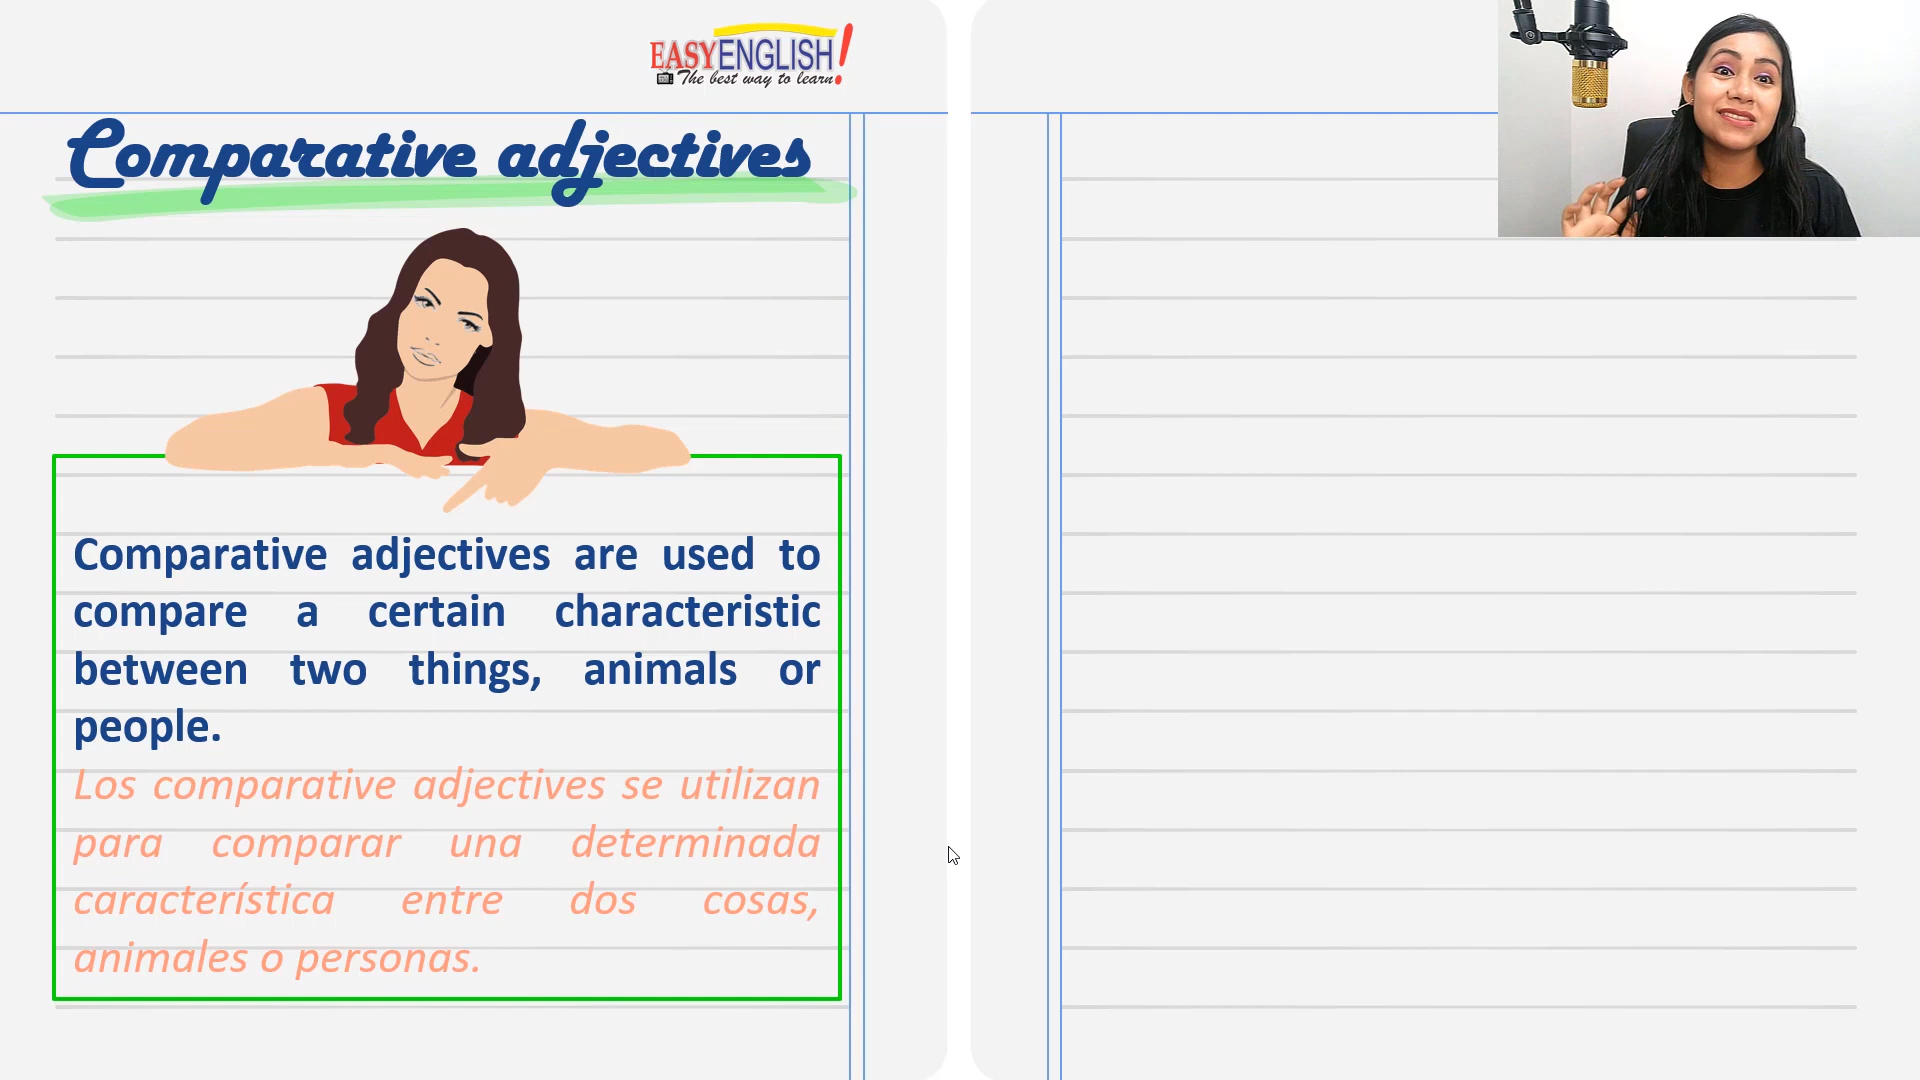 EASYENGLISH!
The best way to learn!
Comparative adjectives
Comparative adjectives are used to
compare a certain characteristic
between two things, animals or
people.
Los comparative adjectives se utilizan
para comparar una determinada
característica entre dos cosas,
animales o personas.